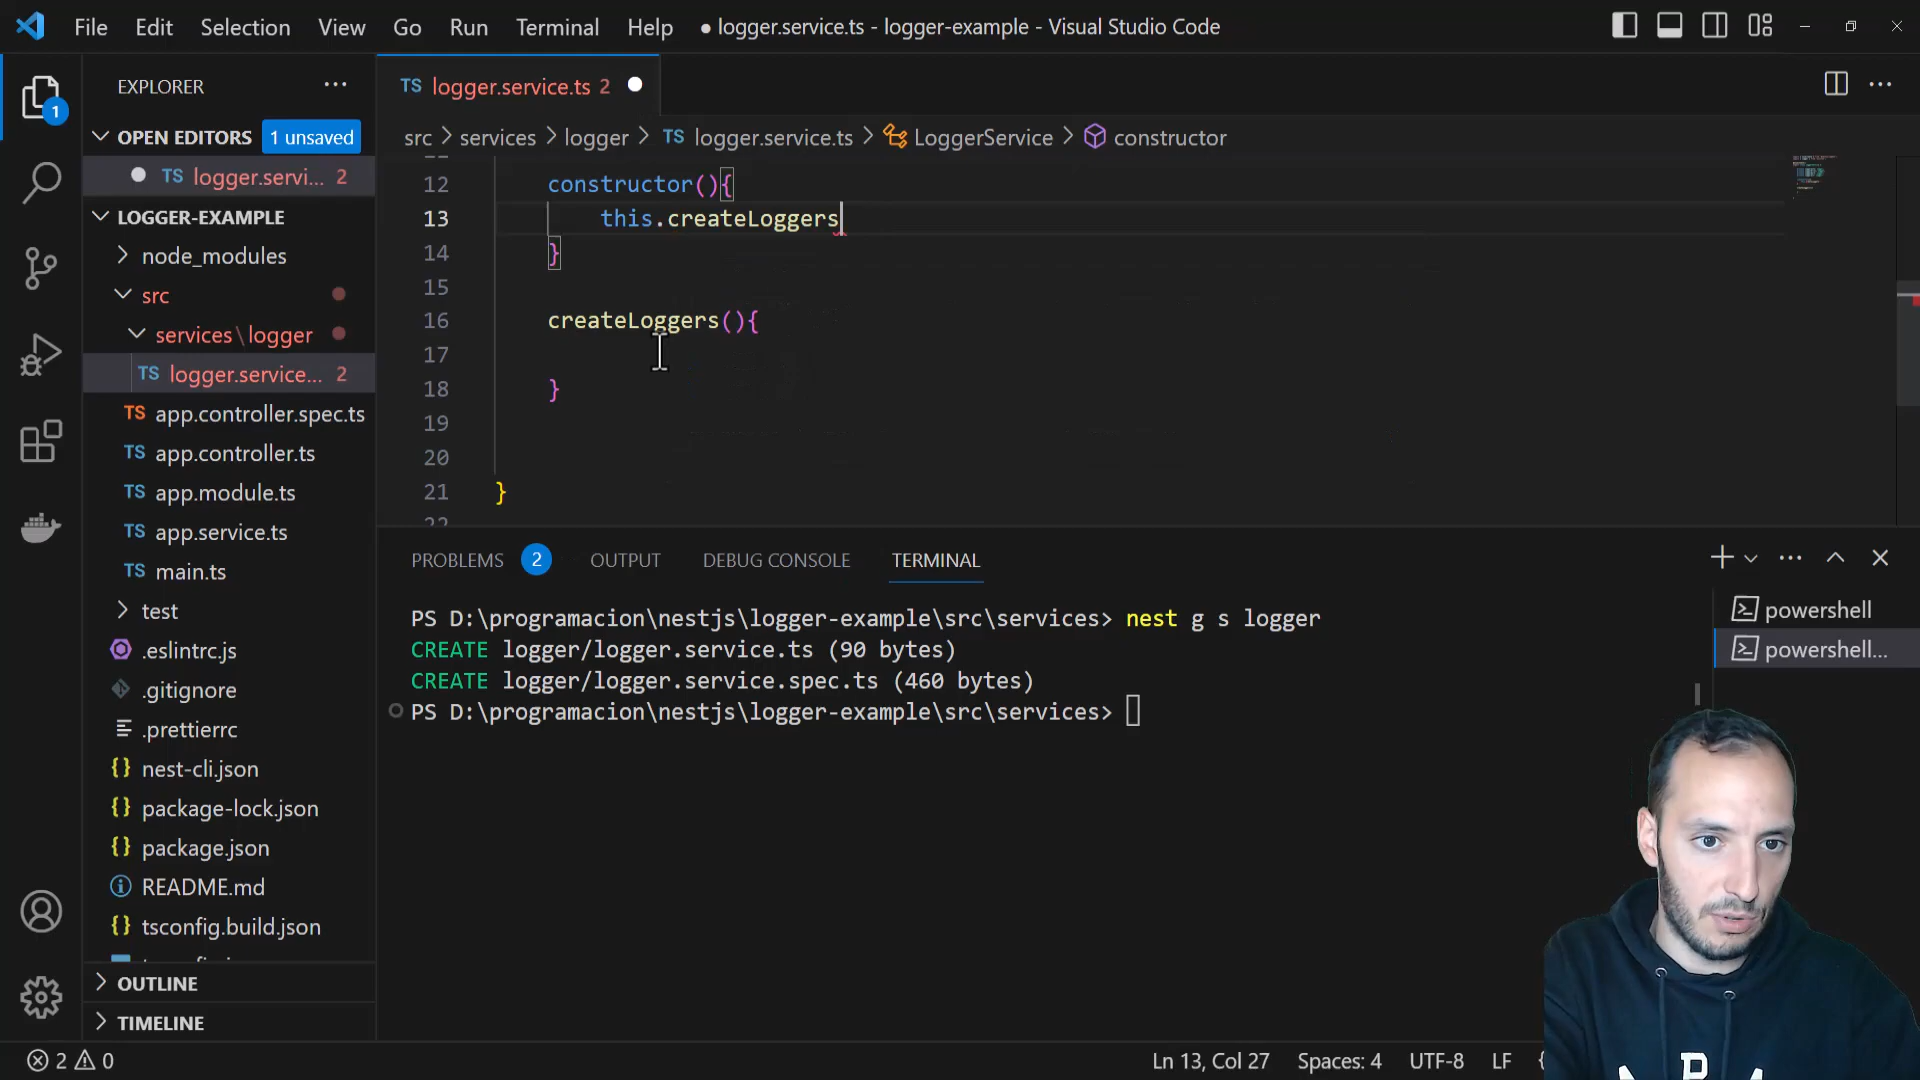 File Edit Selection View Go Run Terminal Help
● logger.service.ts - logger-example - Visual Studio Code
EXPLORER
OPEN EDITORS 1 unsaved
TS logger.servi... 2
LOGGER-EXAMPLE
node_modules
src
services\logger
TS logger.service... 2
TS app.controller.spec.ts
TS app.controller.ts
TS app.module.ts
TS app.service.ts
TS main.ts
test
.eslintrc.js
.gitignore
.prettierrc
{} nest-cli.json
{} package-lock.json
{} package.json
README.md
{} tsconfig.build.json
OUTLINE
TIMELINE
1
TS logger.service.ts 2
src > services > logger > TS logger.service.ts > LoggerService > constructor
12 constructor(){
13 this.createLoggers
14 }
15
16 createLoggers(){
17
18 }
19
20
21 }
22
PROBLEMS 2 OUTPUT DEBUG CONSOLE TERMINAL
PS D:\programacion\nestjs\logger-example\src\services> nest g s logger
CREATE logger/logger.service.ts (90 bytes)
CREATE logger/logger.service.spec.ts (460 bytes)
PS D:\programacion\nestjs\logger-example\src\services>
powershell
powershell...
2 0
Ln 13, Col 27 Spaces: 4 UTF-8 LF {